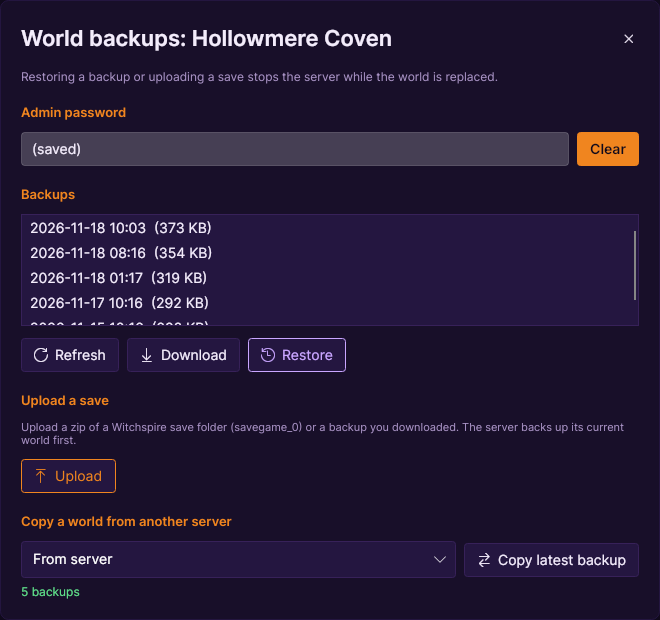 World backups: Hollowmere Coven
Restoring a backup or uploading a save stops the server while the world is replaced.
Admin password
(saved)
Clear
Backups
2026-11-18 10:03 (373 KB)
2026-11-18 08:16 (354 KB)
2026-11-18 01:17 (319 KB)
2026-11-17 10:16 (292 KB)
Refresh
Download
Restore
Upload a save
Upload a zip of a Witchspire save folder (savegame_0) or a backup you downloaded. The server backs up its current
world first.
Upload
Copy a world from another server
From server
Copy latest backup
5 backups